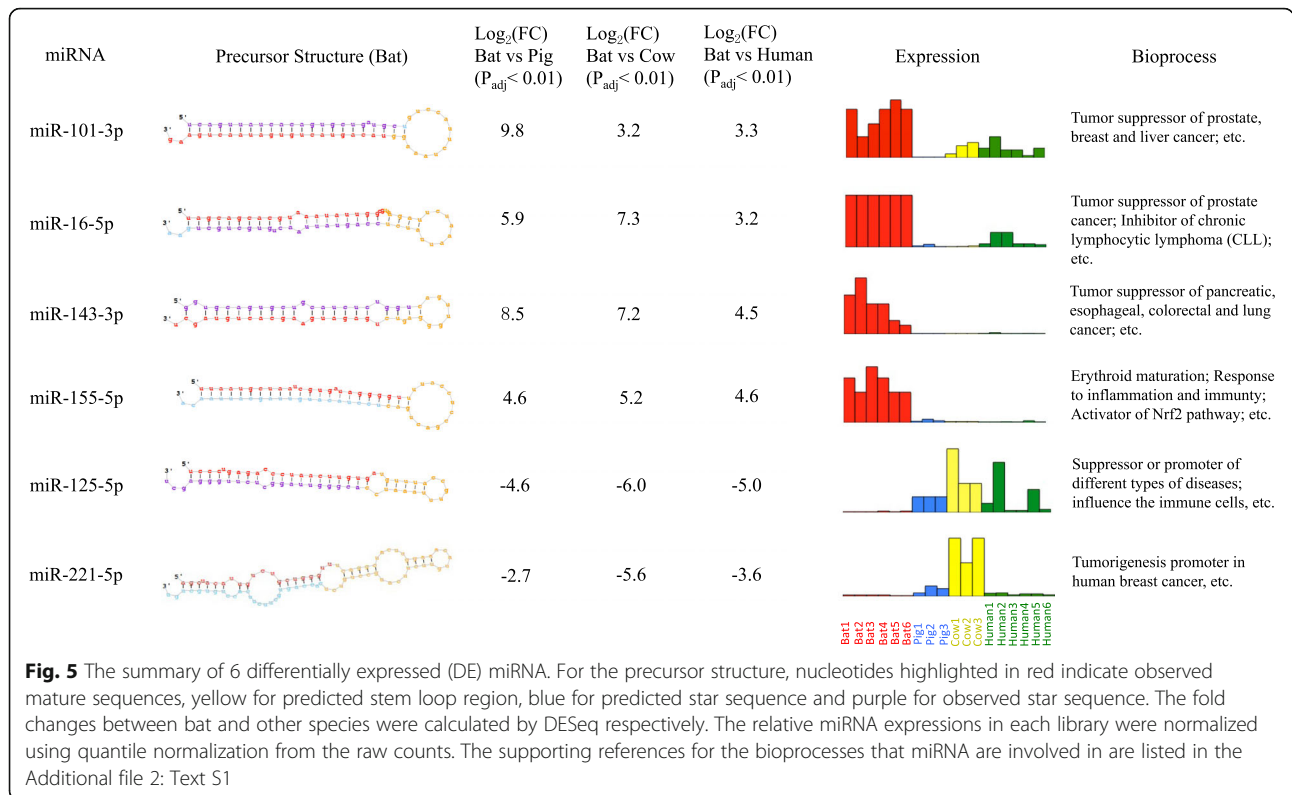 miRNA
Precursor Structure (Bat)
Log2(FC)
Bat vs Pig
(Padj< 0.01)
Log2(FC)
Bat vs Cow
(Padj< 0.01)
Log2(FC)
Bat vs Human
(Padj< 0.01)
Expression
Bioprocess
miR-101-3p
5'
3'
9.8
3.2
3.3
Tumor suppressor of prostate,
breast and liver cancer; etc.
miR-16-5p
5'
3'
5.9
7.3
3.2
Tumor suppressor of prostate
cancer; Inhibitor of chronic
lymphocytic lymphoma (CLL);
etc.
miR-143-3p
5'
3'
8.5
7.2
4.5
Tumor suppressor of pancreatic,
esophageal, colorectal and lung
cancer; etc.
miR-155-5p
5'
3'
4.6
5.2
4.6
Erythroid maturation; Response
to inflammation and immunty;
Activator of Nrf2 pathway; etc.
miR-125-5p
5'
3'
-4.6
-6.0
-5.0
Suppressor or promoter of
different types of diseases;
influence the immune cells, etc.
miR-221-5p
5'
3'
-2.7
-5.6
-3.6
Tumorigenesis promoter in
human breast cancer, etc.
Bat1
Bat2
Bat3
Bat4
Bat5
Bat6
Pig1
Pig2
Pig3
Cow1
Cow2
Cow3
Human1
Human2
Human3
Human4
Human5
Human6
Fig. 5 The summary of 6 differentially expressed (DE) miRNA. For the precursor structure, nucleotides highlighted in red indicate observed
mature sequences, yellow for predicted stem loop region, blue for predicted star sequence and purple for observed star sequence. The fold
changes between bat and other species were calculated by DESeq respectively. The relative miRNA expressions in each library were normalized
using quantile normalization from the raw counts. The supporting references for the bioprocesses that miRNA are involved in are listed in the
Additional file 2: Text S1